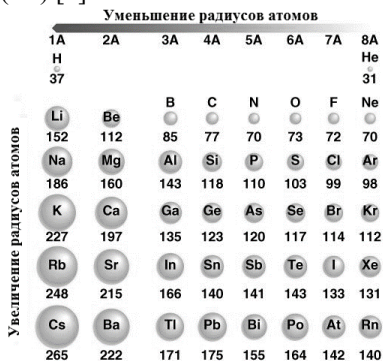 Уменьшение радиусов атомов
1A 2A 3A 4A 5A 6A 7A 8A
H He
37 31
B C N O F Ne
Li Be
152 112 85 77 70 73 72 70
Na Mg Al Si P S Cl Ar
186 160 143 118 110 103 99 98
K Ca Ga Ge As Se Br Kr
227 197 135 123 120 117 114 112
Rb Sr In Sn Sb Te I Xe
248 215 166 140 141 143 133 131
Cs Ba Tl Pb Bi Po At Rn
265 222 171 175 155 164 142 140
Увеличение радиусов атомов